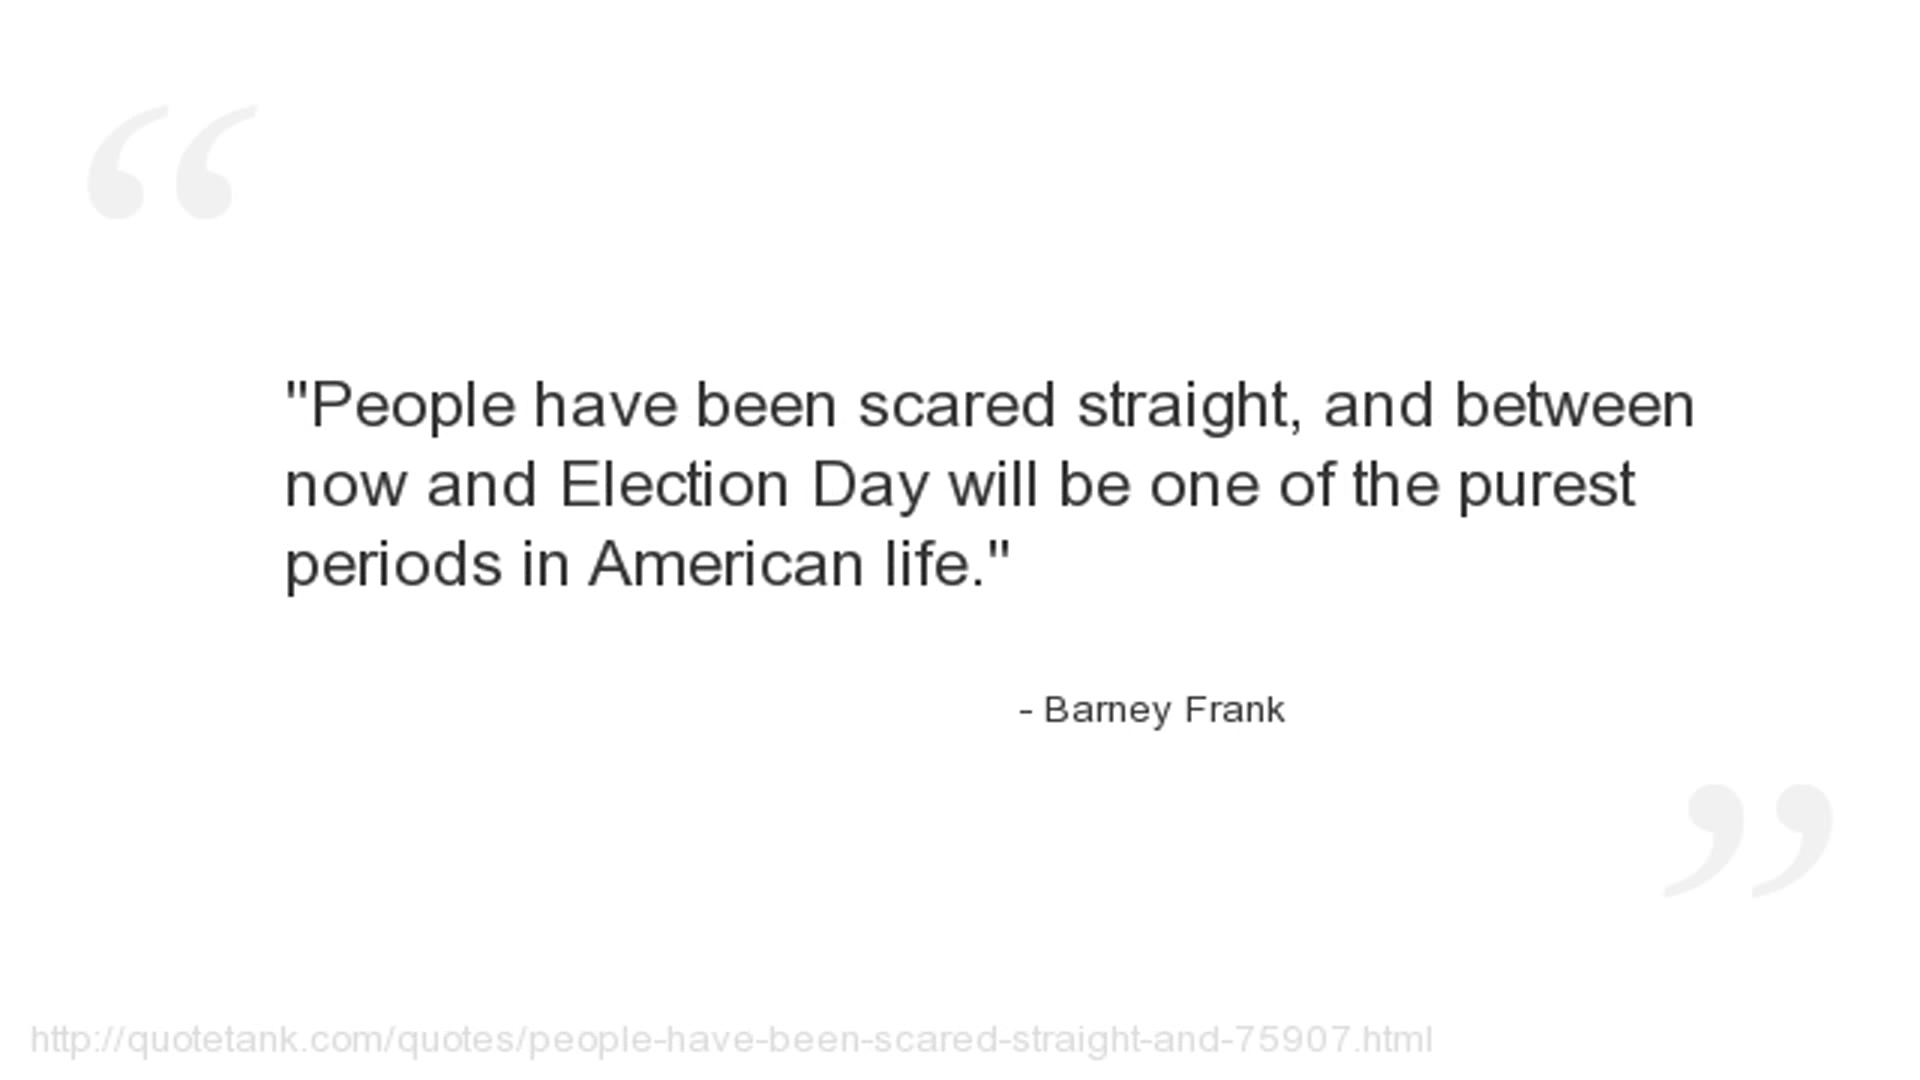 "People have been scared straight, and between
now and Election Day will be one of the purest
periods in American life."
- Barney Frank
http://quotetank.com/quotes/people-have-been-scared-straight-and-75907.html